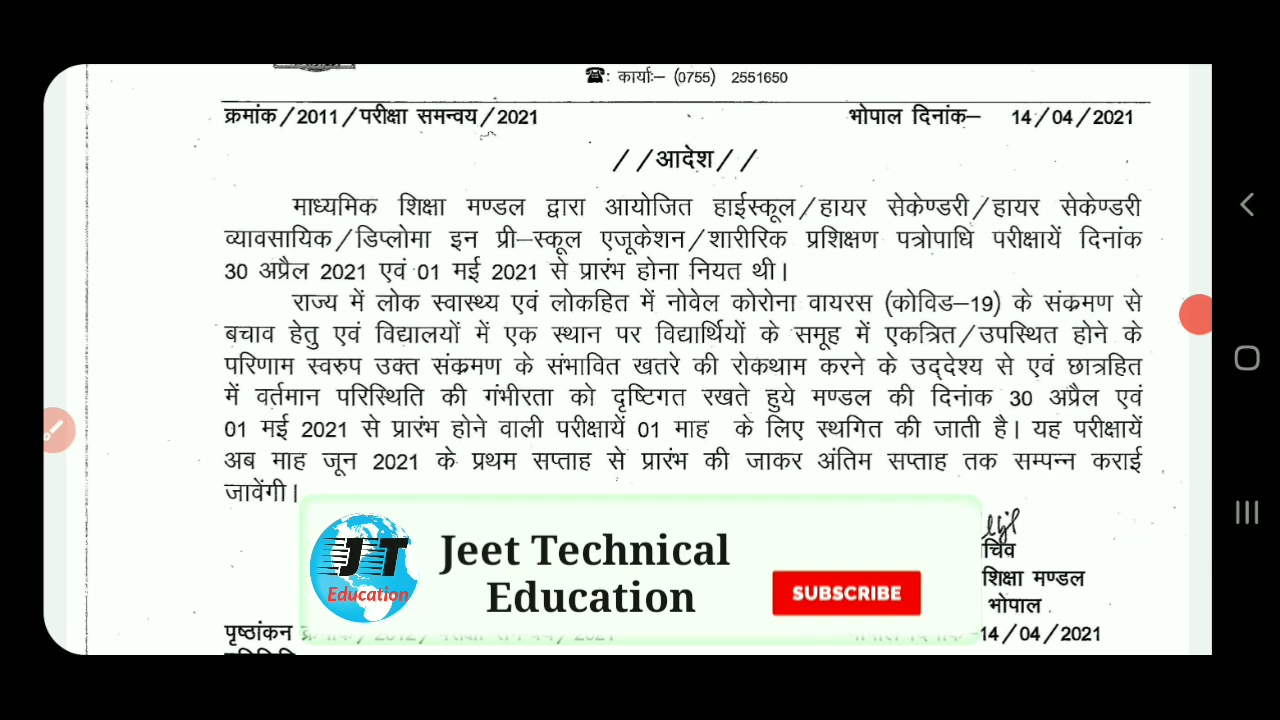 ☎: कार्याः– (0755) 2551650
क्रमांक/2011/परीक्षा समन्वय/2021 भोपाल दिनांक– 14/04/2021
//आदेश//
माध्यमिक शिक्षा मण्डल द्वारा आयोजित हाईस्कूल/हायर सेकेण्डरी/हायर सेकेण्डरी
व्यावसायिक/डिप्लोमा इन प्री–स्कूल एजूकेशन/शारीरिक प्रशिक्षण पत्रोपाधि परीक्षायें दिनांक
30 अप्रैल 2021 एवं 01 मई 2021 से प्रारंभ होना नियत थी।
राज्य में लोक स्वास्थ्य एवं लोकहित में नोवेल कोरोना वायरस (कोविड–19) के संक्रमण से
बचाव हेतु एवं विद्यालयों में एक स्थान पर विद्यार्थियों के समूह में एकत्रित/उपस्थित होने के
परिणाम स्वरुप उक्त संक्रमण के संभावित खतरे की रोकथाम करने के उद्देश्य से एवं छात्रहित
में वर्तमान परिस्थिति की गंभीरता को दृष्टिगत रखते हुये मण्डल की दिनांक 30 अप्रैल एवं
01 मई 2021 से प्रारंभ होने वाली परीक्षायें 01 माह के लिए स्थगित की जाती है। यह परीक्षायें
अब माह जून 2021 के प्रथम सप्ताह से प्रारंभ की जाकर अंतिम सप्ताह तक सम्पन्न कराई
जावेंगी।
चिव
शिक्षा मण्डल
भोपाल
JT
Education
Jeet Technical
Education
SUBSCRIBE
पृष्ठांकन 14/04/2021